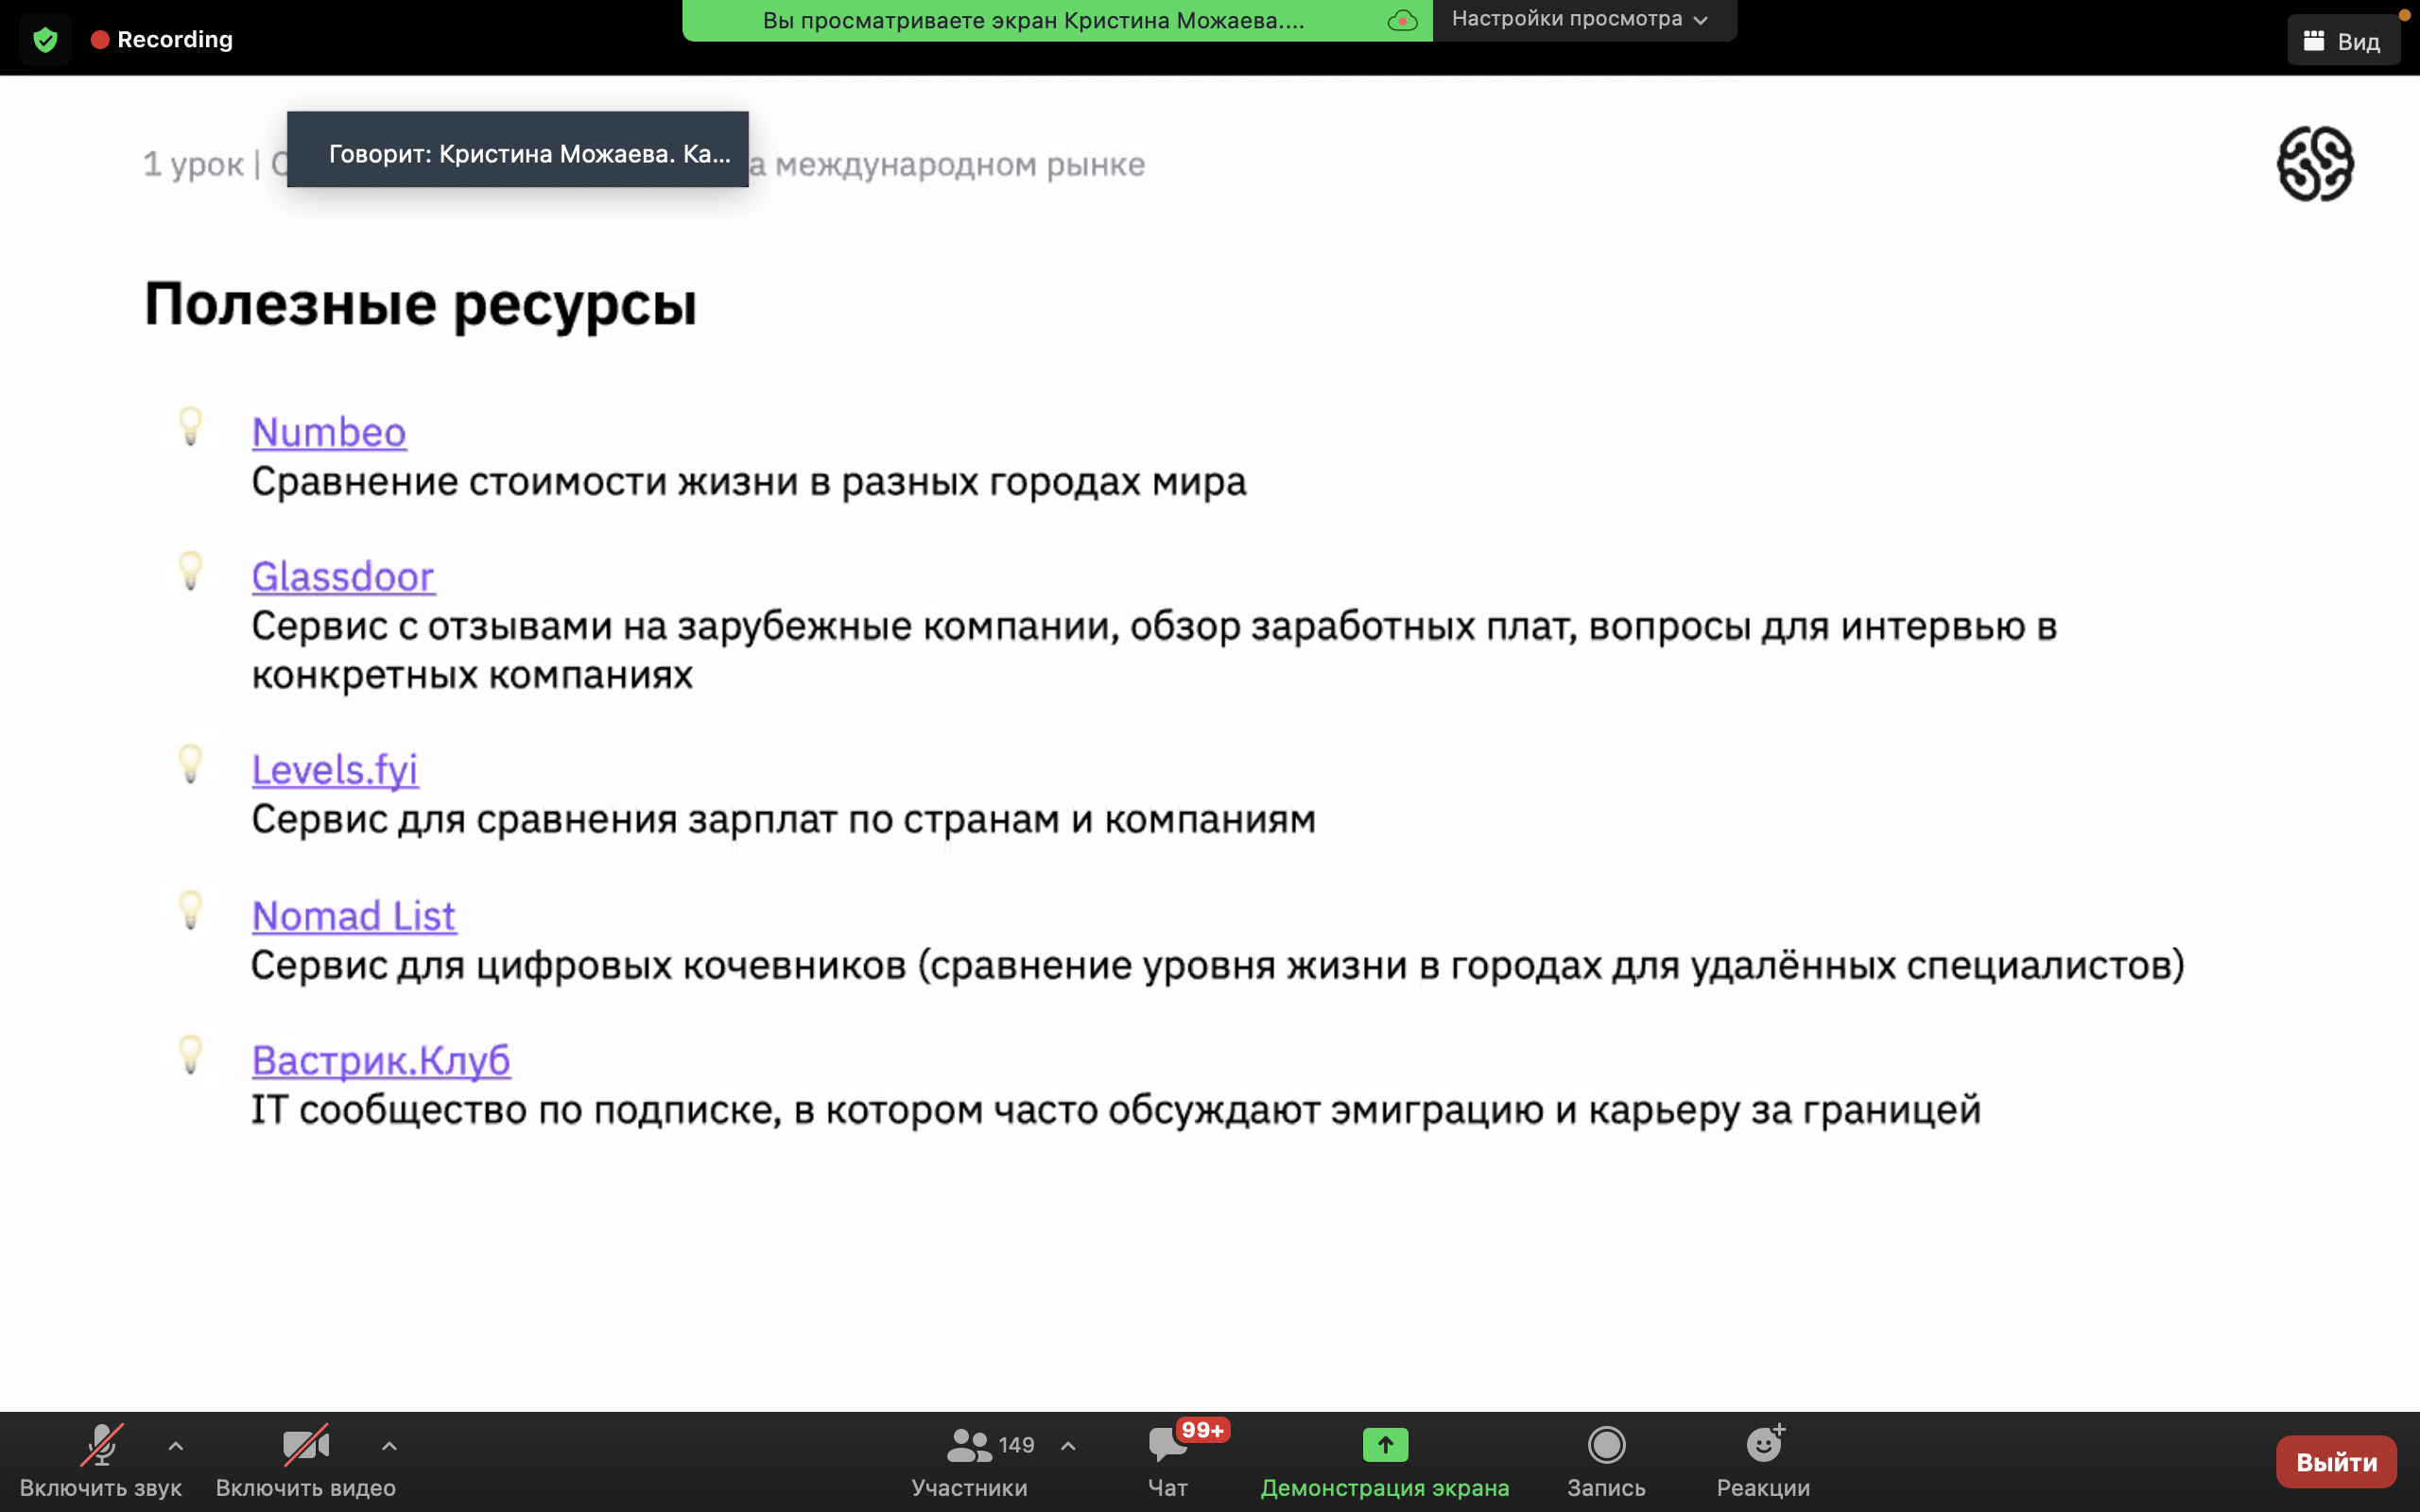 Recording
Вы просматриваете экран Кристина Можаева....
Настройки просмотра
Вид
1 урок |
Говорит: Кристина Можаева. Ка...
а международном рынке
Полезные ресурсы
Numbeo
Сравнение стоимости жизни в разных городах мира
Glassdoor
Сервис с отзывами на зарубежные компании, обзор заработных плат, вопросы для интервью в
конкретных компаниях
Levels.fyi
Сервис для сравнения зарплат по странам и компаниям
Nomad List
Сервис для цифровых кочевников (сравнение уровня жизни в городах для удалённых специалистов)
Вастрик.Клуб
IT сообщество по подписке, в котором часто обсуждают эмиграцию и карьеру за границей
Включить звук
Включить видео
149
Участники
99+
Чат
Демонстрация экрана
Запись
Реакции
Выйти